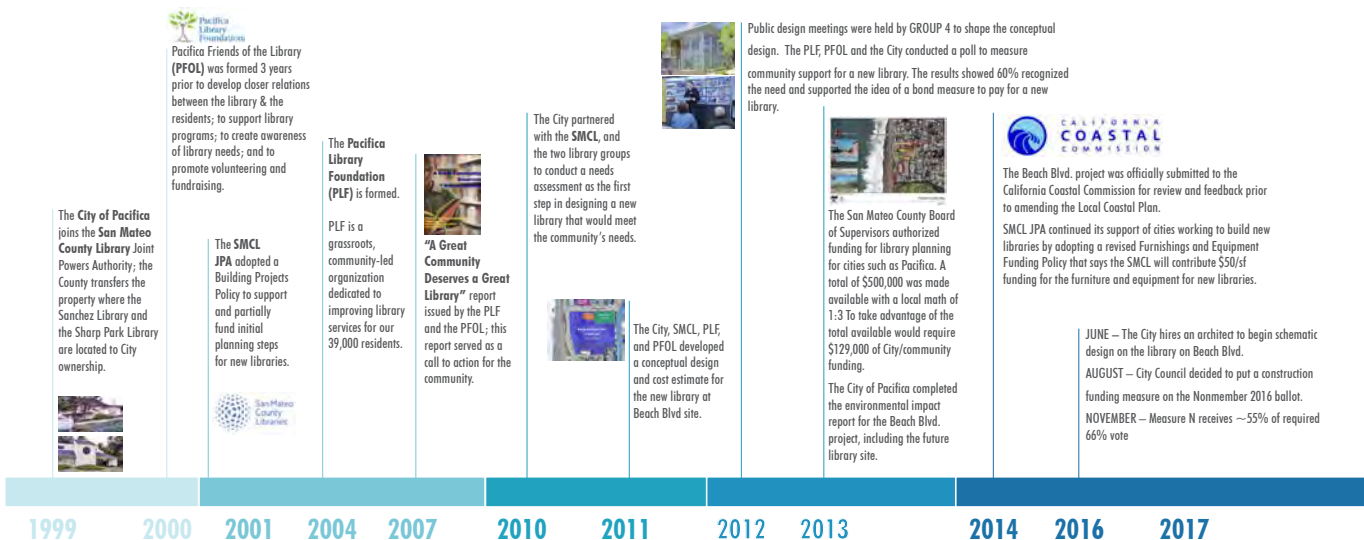 The City of Pacifica
joins the San Mateo
County Library Joint
Powers Authority; the
County transfers the
property where the
Sanchez Library and
the Sharp Park Library
are located to City
ownership.
Pacifica
Library
Foundation
Pacifica Friends of the Library
(PFOL) was formed 3 years
prior to develop closer relations
between the library & the
residents; to support library
programs; to create awareness
of library needs; and to
promote volunteering and
fundraising.
The SMCL
JPA adopted a
Building Projects
Policy to support
and partially
fund initial
planning steps
for new libraries.
San Mateo
County
Libraries
The Pacifica
Library
Foundation
(PLF) is formed.
PLF is a
grassroots,
community-led
organization
dedicated to
improving library
services for our
39,000 residents.
"A Great
Community
Deserves a Great
Library" report
issued by the PLF
and the PFOL; this
report served as a
call to action for the
community.
The City partnered
with the SMCL, and
the two library groups
to conduct a needs
assessment as the first
step in designing a new
library that would meet
the community's needs.
The City, SMCL, PLF,
and PFOL developed
a conceptual design
and cost estimate for
the new library at
Beach Blvd site.
Public design meetings were held by GROUP 4 to shape the conceptual
design. The PLF, PFOL and the City conducted a poll to measure
community support for a new library. The results showed 60% recognized
the need and supported the idea of a bond measure to pay for a new
library.
The San Mateo County Board
of Supervisors authorized
funding for library planning
for cities such as Pacifica. A
total of $500,000 was made
available with a local math of
1:3 To take advantage of the
total available would require
$129,000 of City/community
funding.
The City of Pacifica completed
the environmental impact
report for the Beach Blvd.
project, including the future
library site.
CALIFORNIA
COASTAL
COMMISSION
The Beach Blvd. project was officially submitted to the
California Coastal Commission for review and feedback prior
to amending the Local Coastal Plan.
SMCL JPA continued its support of cities working to build new
libraries by adopting a revised Furnishings and Equipment
Funding Policy that says the SMCL will contribute $50/sf
funding for the furniture and equipment for new libraries.
JUNE – The City hires an architect to begin schematic
design on the library on Beach Blvd.
AUGUST – City Council decided to put a construction
funding measure on the Nonmember 2016 ballot.
NOVEMBER – Measure N receives ~55% of required
66% vote
1999 2000 2001 2004 2007 2010 2011 2012 2013 2014 2016 2017